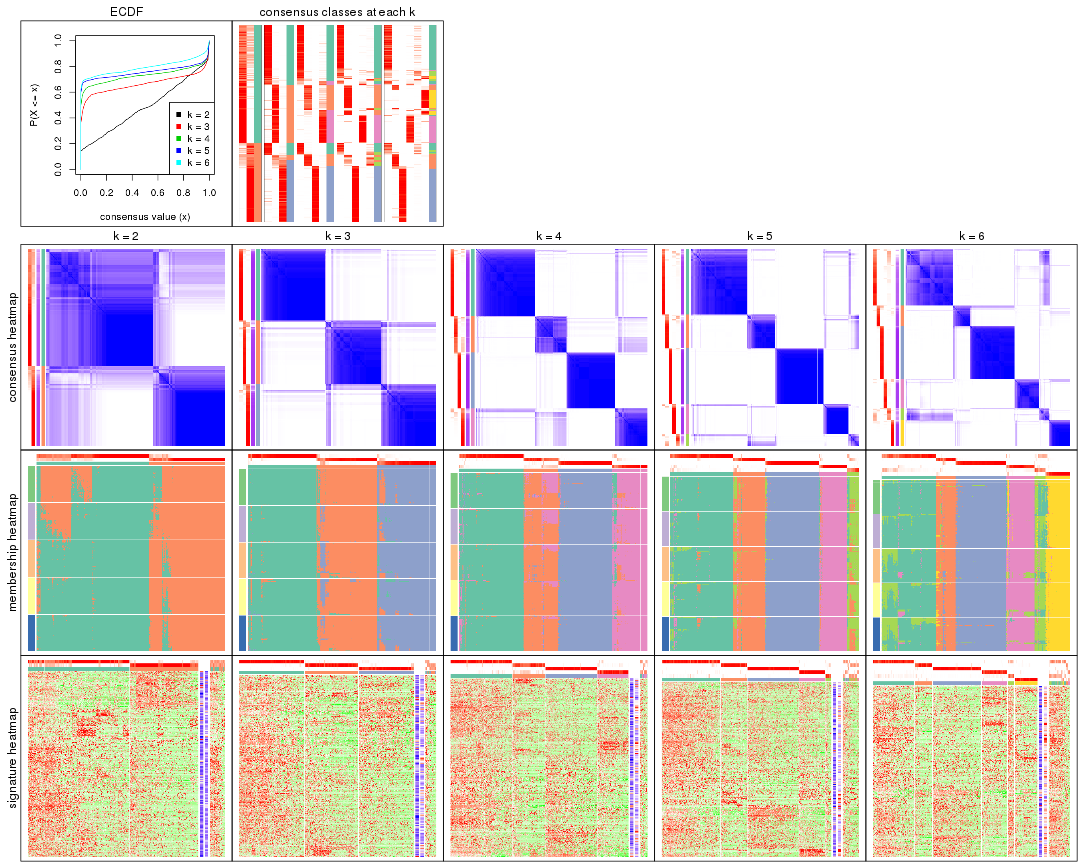 ECDF
consensus classes at each k
P(X <= x)
0.0 0.2 0.4 0.6 0.8 1.0
k = 2
k = 3
k = 4
k = 5
k = 6
0.0 0.2 0.4 0.6 0.8 1.0
consensus value (x)
k = 2
k = 3
k = 4
k = 5
k = 6
consensus heatmap
membership heatmap
signature heatmap